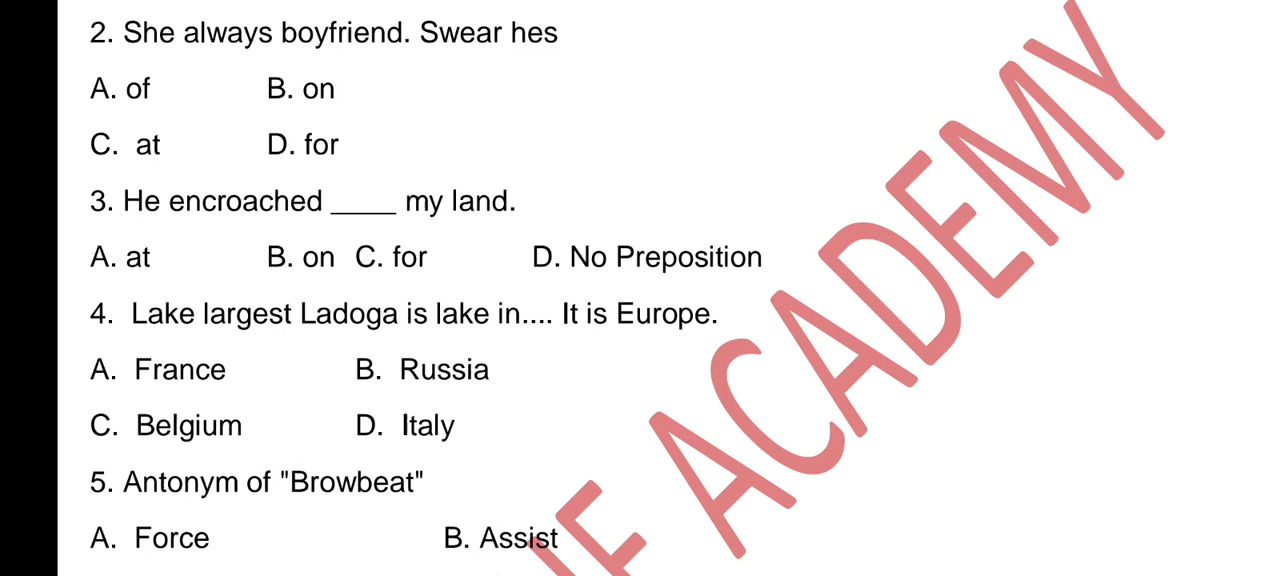 2. She always boyfriend. Swear hes
A. of B. on
C. at D. for
3. He encroached ____ my land.
A. at B. on C. for D. No Preposition
4. Lake largest Ladoga is lake in.... It is Europe.
A. France B. Russia
C. Belgium D. Italy
5. Antonym of "Browbeat"
A. Force B. Assist
ACADEMY